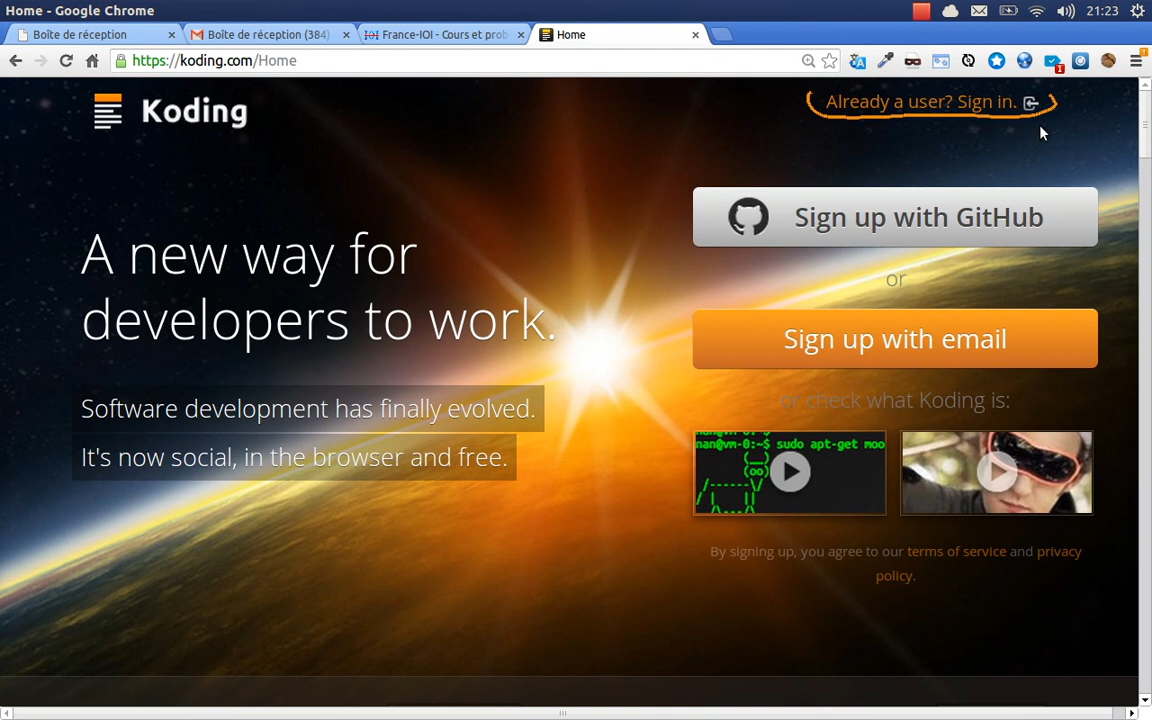 Home - Google Chrome
21:23
Boîte de réception
Boîte de réception (384)
France-IOI - Cours et prob
Home
https://koding.com/Home
1
Koding
Already a user? Sign in.
Sign up with GitHub
A new way for
developers to work.
or
Sign up with email
Software development has finally evolved.
or check what Koding is:
It's now social, in the browser and free.
nan@vm-0:~$ sudo apt-get moo
(__)
(oo)
/------\/
/ | ||
By signing up, you agree to our terms of service and privacy
policy.